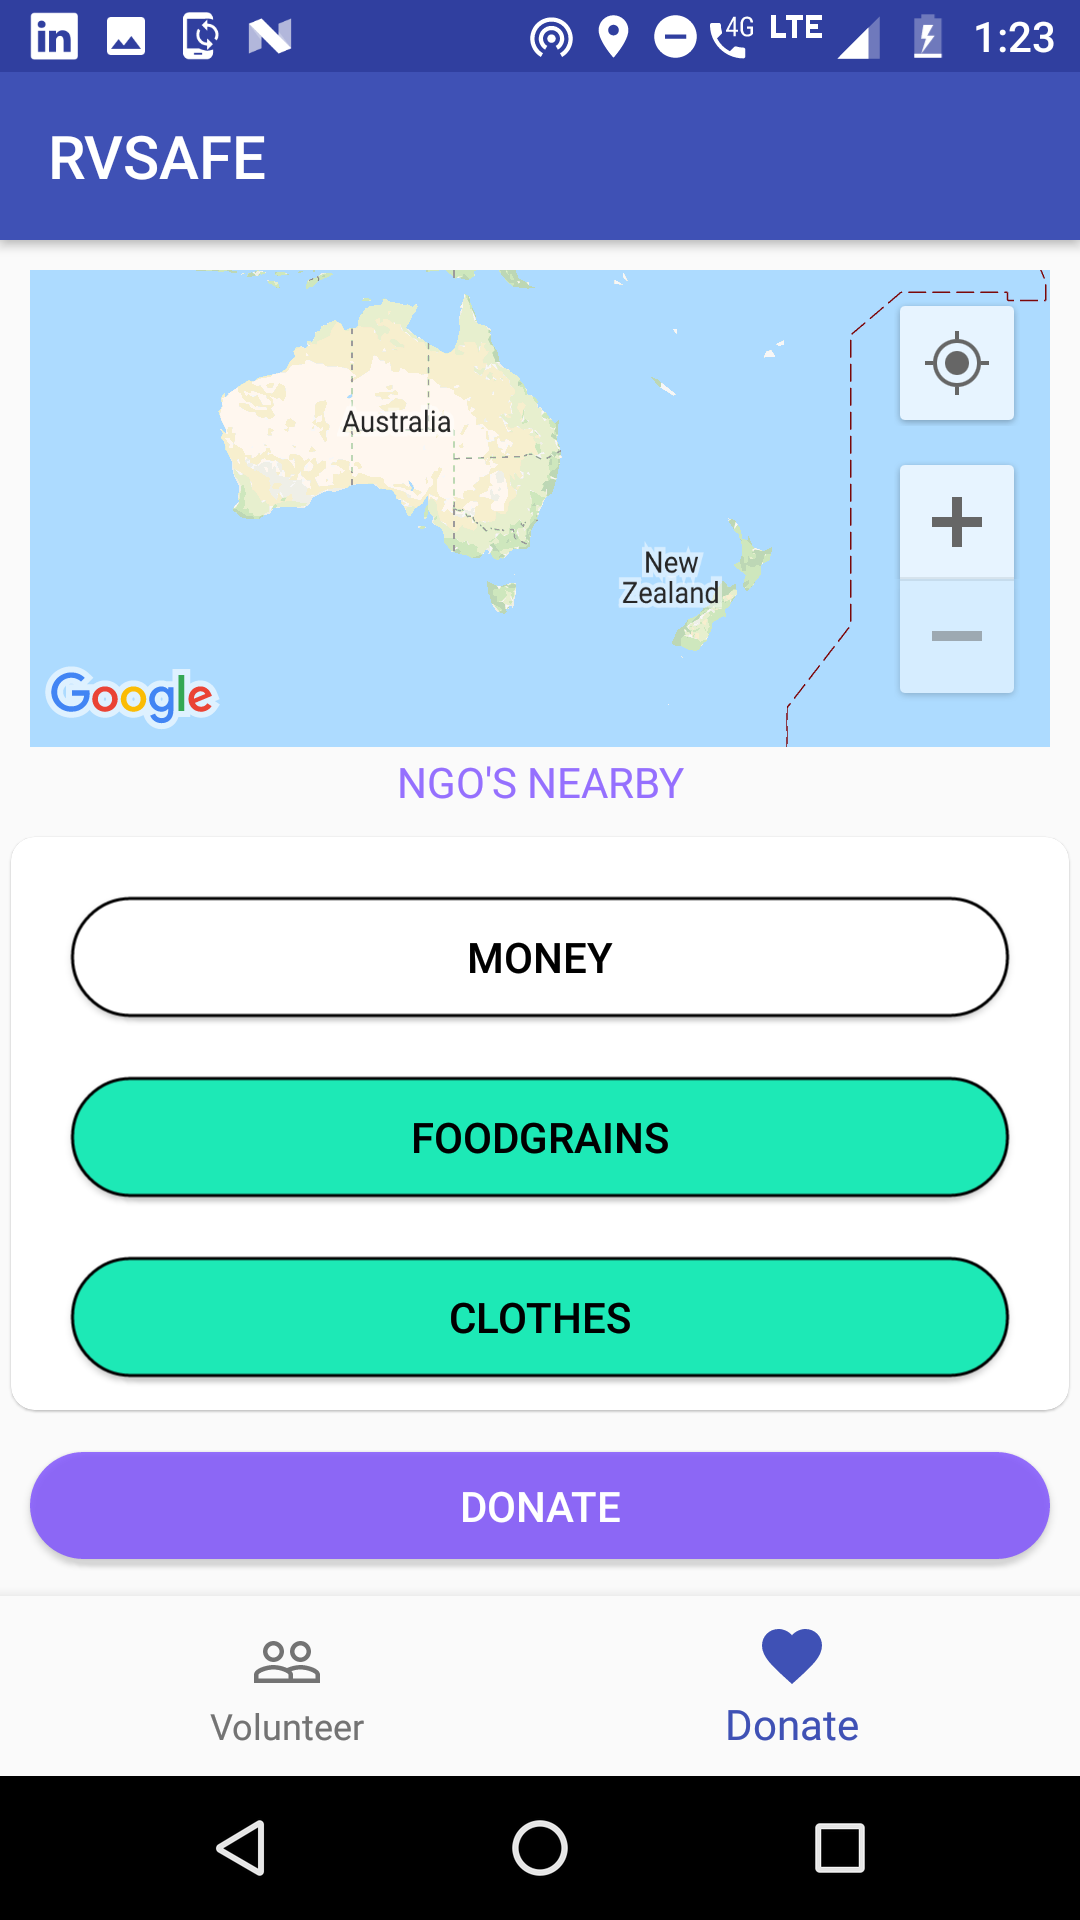 in 4G LTE 1:23
RVSAFE
Australia
New
Zealand
Google
NGO'S NEARBY
MONEY
FOODGRAINS
CLOTHES
DONATE
Volunteer
Donate